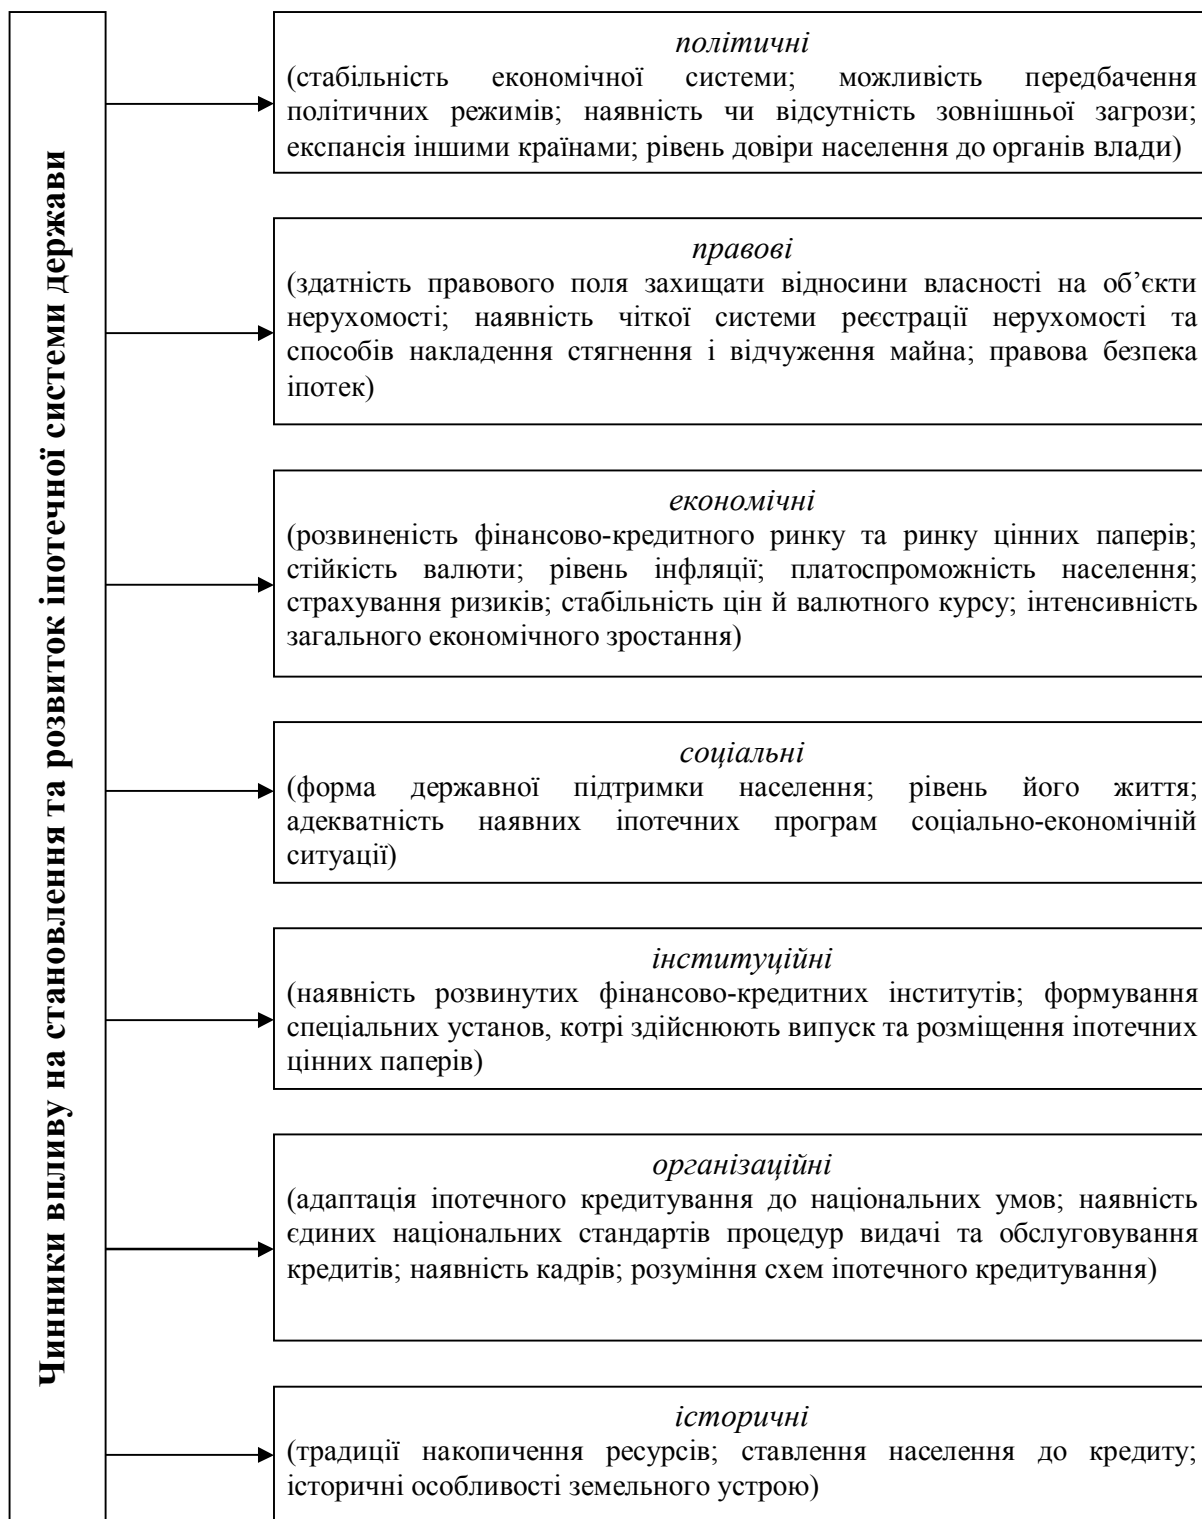 Чинники впливу на становлення та розвиток іпотечної системи держави
політичні
(стабільність економічної системи; можливість передбачення
політичних режимів; наявність чи відсутність зовнішньої загрози;
експансія іншими країнами; рівень довіри населення до органів влади)
правові
(здатність правового поля захищати відносини власності на об’єкти
нерухомості; наявність чіткої системи реєстрації нерухомості та
способів накладення стягнення і відчуження майна; правова безпека
іпотек)
економічні
(розвиненість фінансово-кредитного ринку та ринку цінних паперів;
стійкість валюти; рівень інфляції; платоспроможність населення;
страхування ризиків; стабільність цін й валютного курсу; інтенсивність
загального економічного зростання)
соціальні
(форма державної підтримки населення; рівень його життя;
адекватність наявних іпотечних програм соціально-економічній
ситуації)
інституційні
(наявність розвинутих фінансово-кредитних інститутів; формування
спеціальних установ, котрі здійснюють випуск та розміщення іпотечних
цінних паперів)
організаційні
(адаптація іпотечного кредитування до національних умов; наявність
єдиних національних стандартів процедур видачі та обслуговування
кредитів; наявність кадрів; розуміння схем іпотечного кредитування)
історичні
(традиції накопичення ресурсів; ставлення населення до кредиту;
історичні особливості земельного устрою)